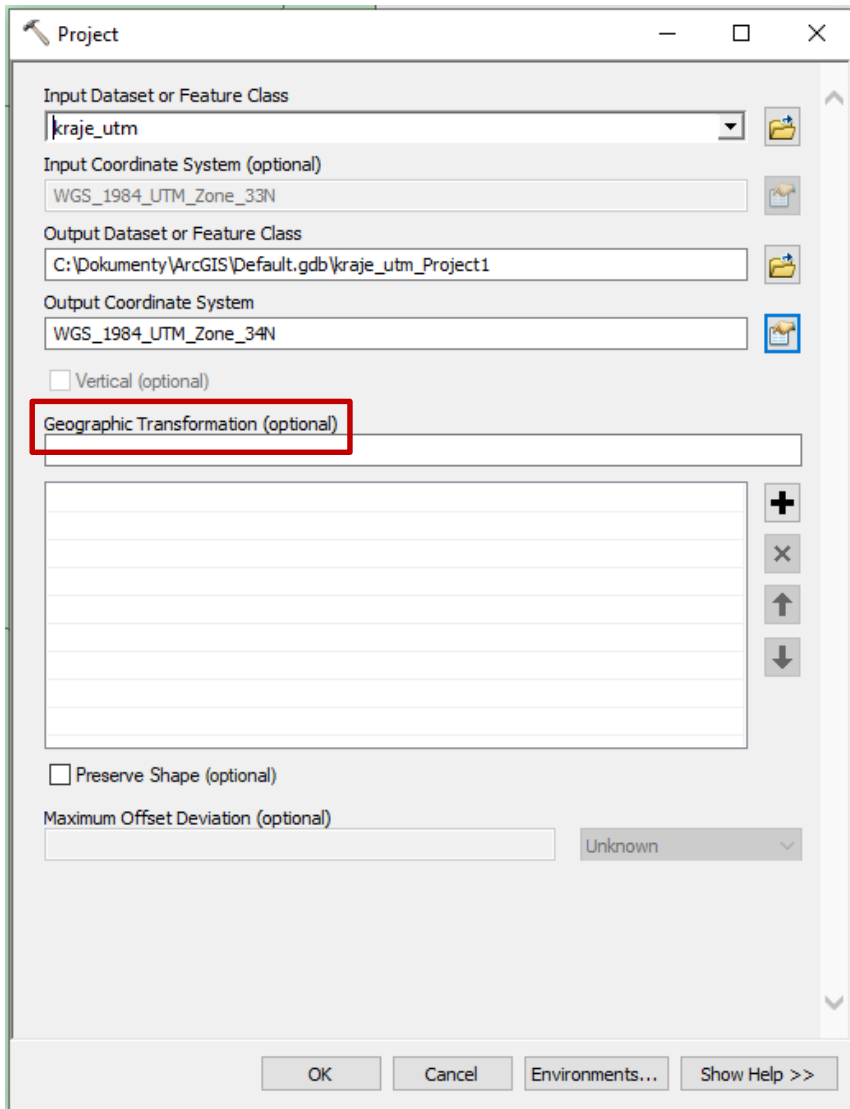 Project
Input Dataset or Feature Class
kraje_utm
Input Coordinate System (optional)
WGS_1984_UTM_Zone_33N
Output Dataset or Feature Class
C:\Dokumenty\ArcGIS\Default.gdb\kraje_utm_Project1
Output Coordinate System
WGS_1984_UTM_Zone_34N
Vertical (optional)
Geographic Transformation (optional)
Preserve Shape (optional)
Maximum Offset Deviation (optional)
Unknown
OK Cancel Environments... Show Help >>